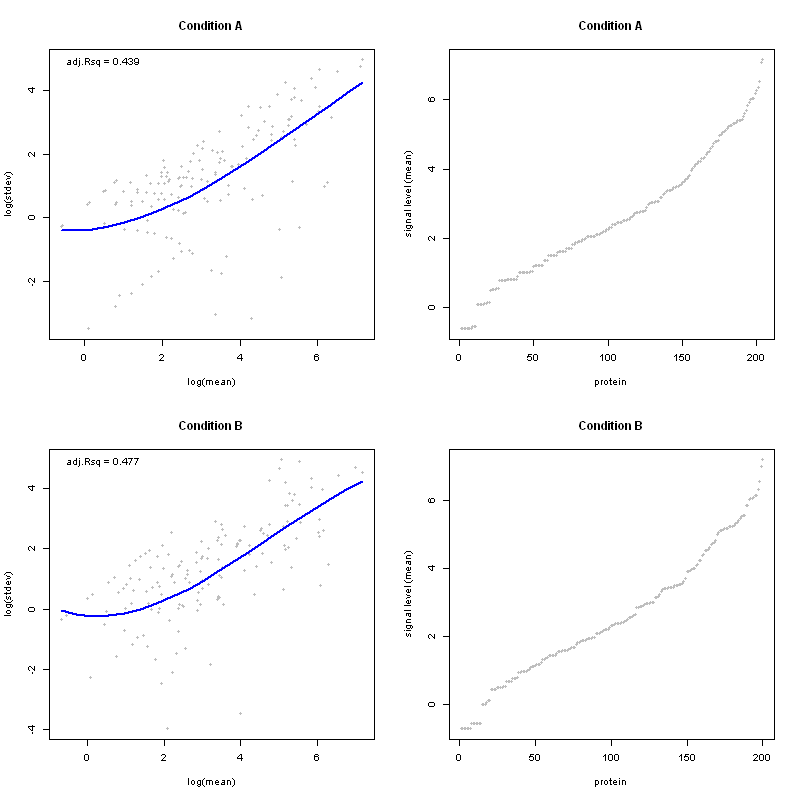 Condition A
adj.Rsq = 0.439
4
2
0
-2
log(stdev)
0 2 4 6
log(mean)
Condition A
6
4
2
0
signal level (mean)
0 50 100 150 200
protein
Condition B
adj.Rsq = 0.477
4
2
0
-2
-4
log(stdev)
0 2 4 6
log(mean)
Condition B
6
4
2
0
signal level (mean)
0 50 100 150 200
protein